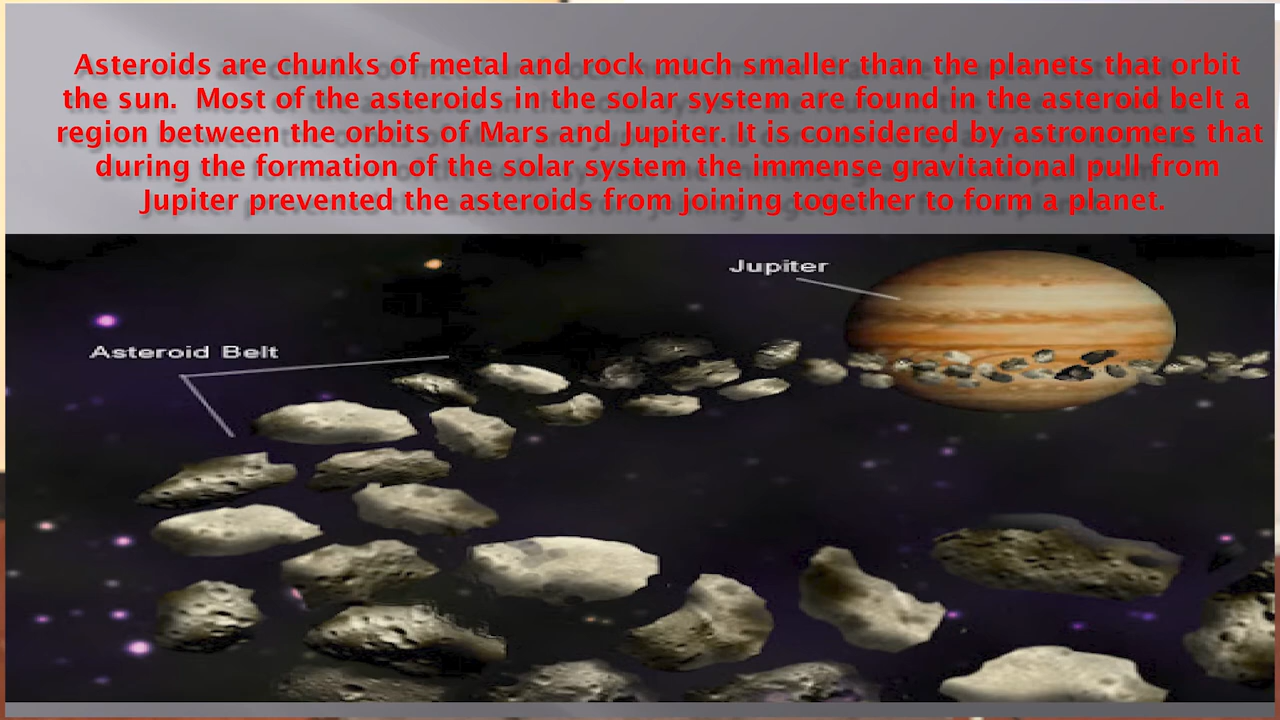 Asteroids are chunks of metal and rock much smaller than the planets that orbit
the sun.  Most of the asteroids in the solar system are found in the asteroid belt a
region between the orbits of Mars and Jupiter. It is considered by astronomers that
during the formation of the solar system the immense gravitational pull from
Jupiter prevented the asteroids from joining together to form a planet.
Jupiter
Asteroid Belt